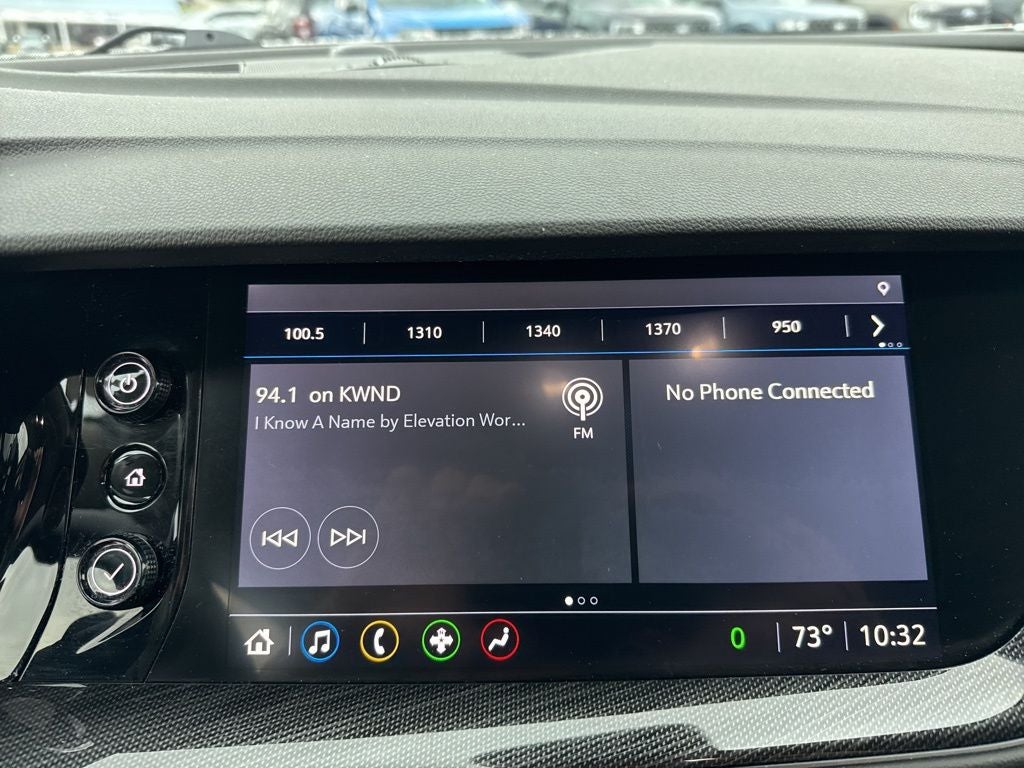 100.5 1310 1340 1370 950
94.1 on KWND
I Know A Name by Elevation Wor...
FM
No Phone Connected
0 73° 10:32